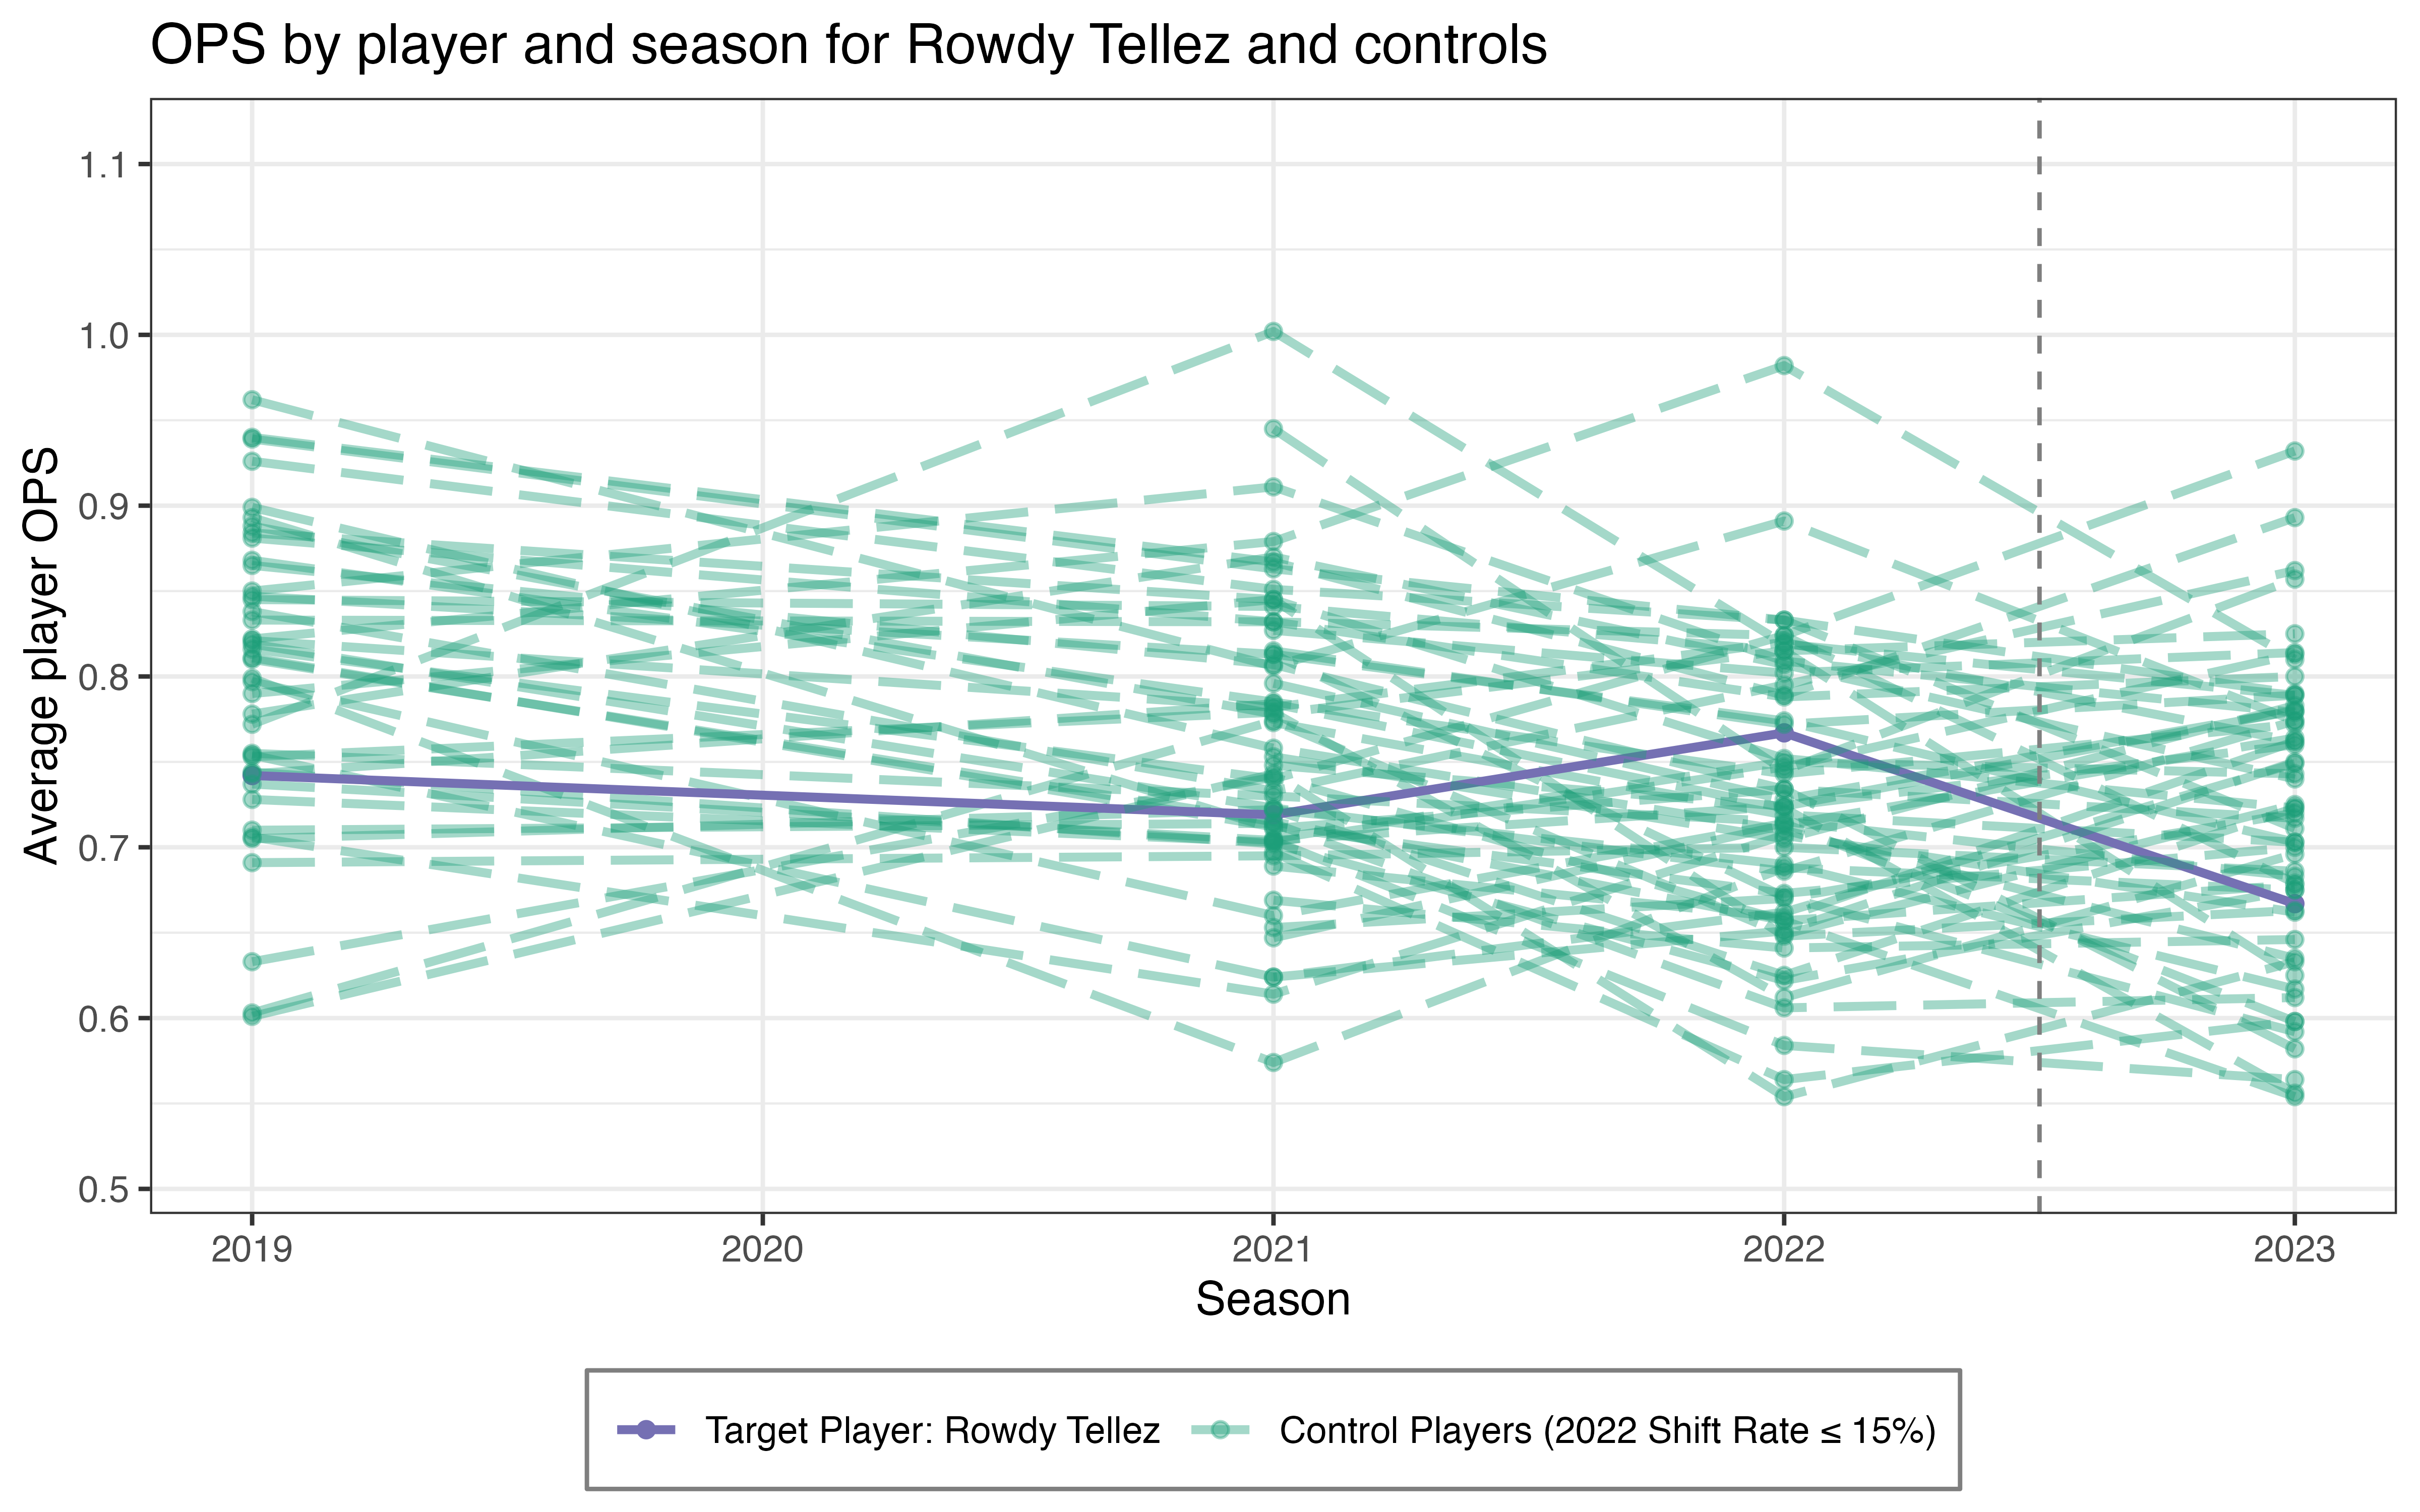 OPS by player and season for Rowdy Tellez and controls
Average player OPS
1.1
1.0
0.9
0.8
0.7
0.6
0.5
2019 2020 2021 2022 2023
Season
Target Player: Rowdy Tellez Control Players (2022 Shift Rate ≤ 15%)